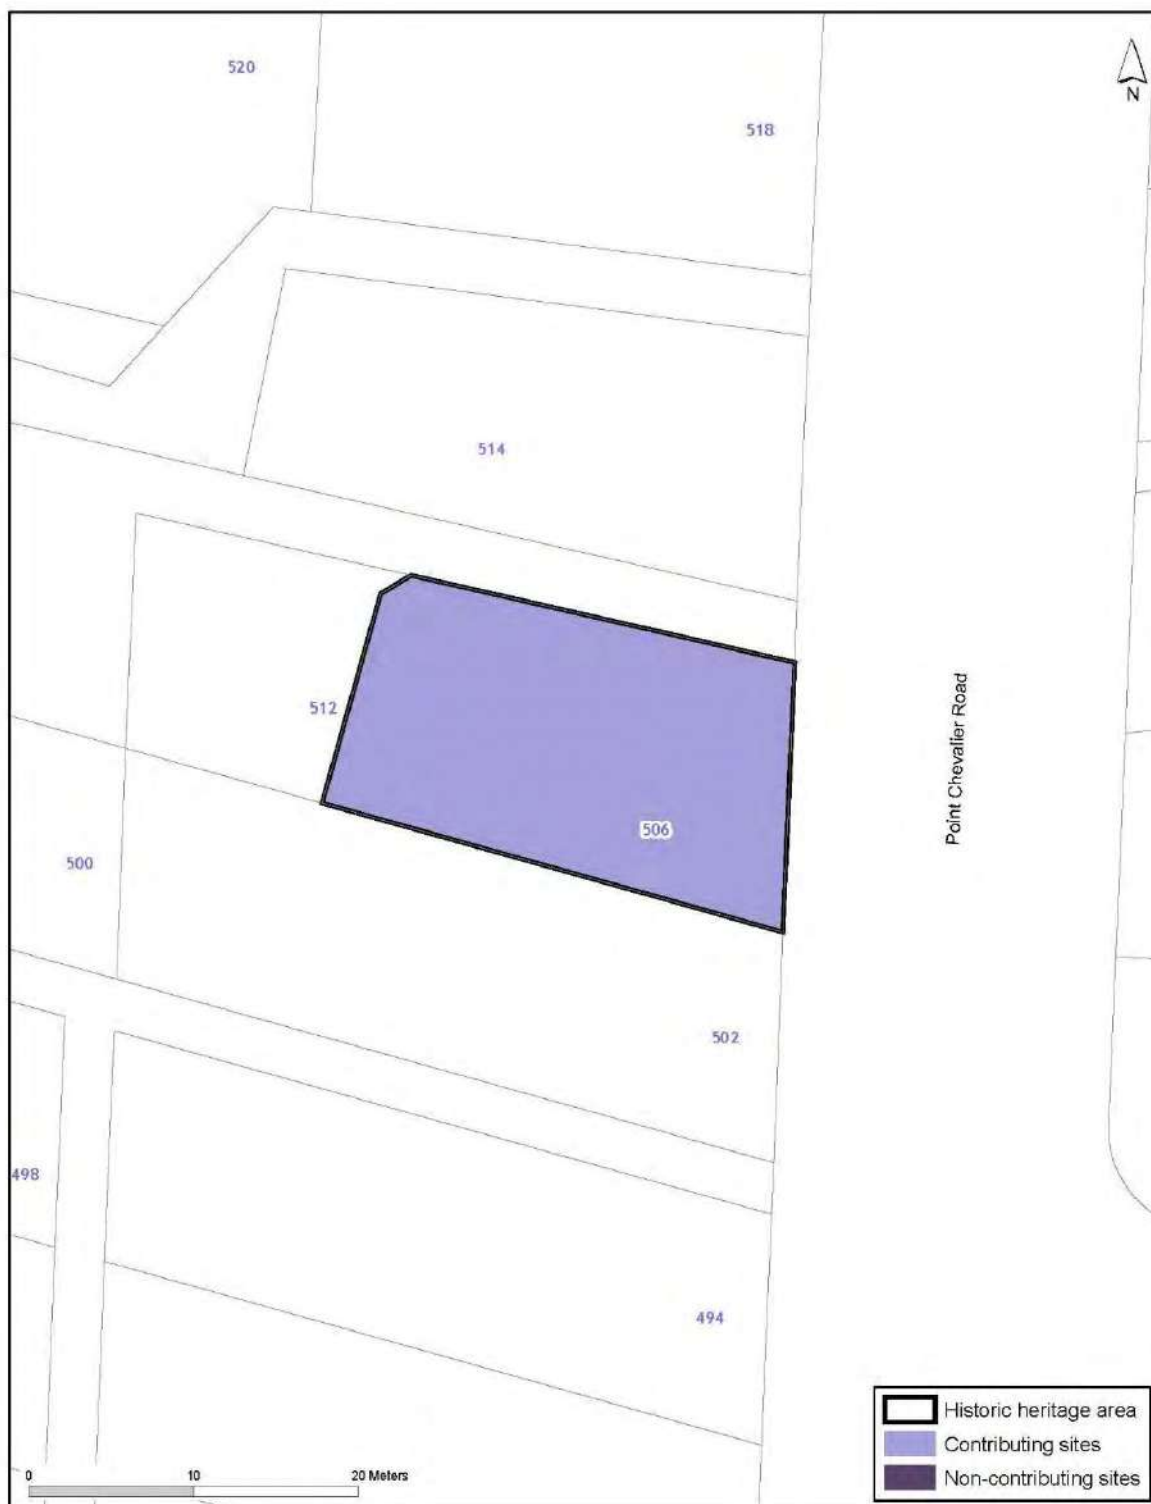 520
518
N
514
512
506
Point Chevalier Road
500
502
498
494
Historic heritage area
Contributing sites
Non-contributing sites
0 10 20 Meters